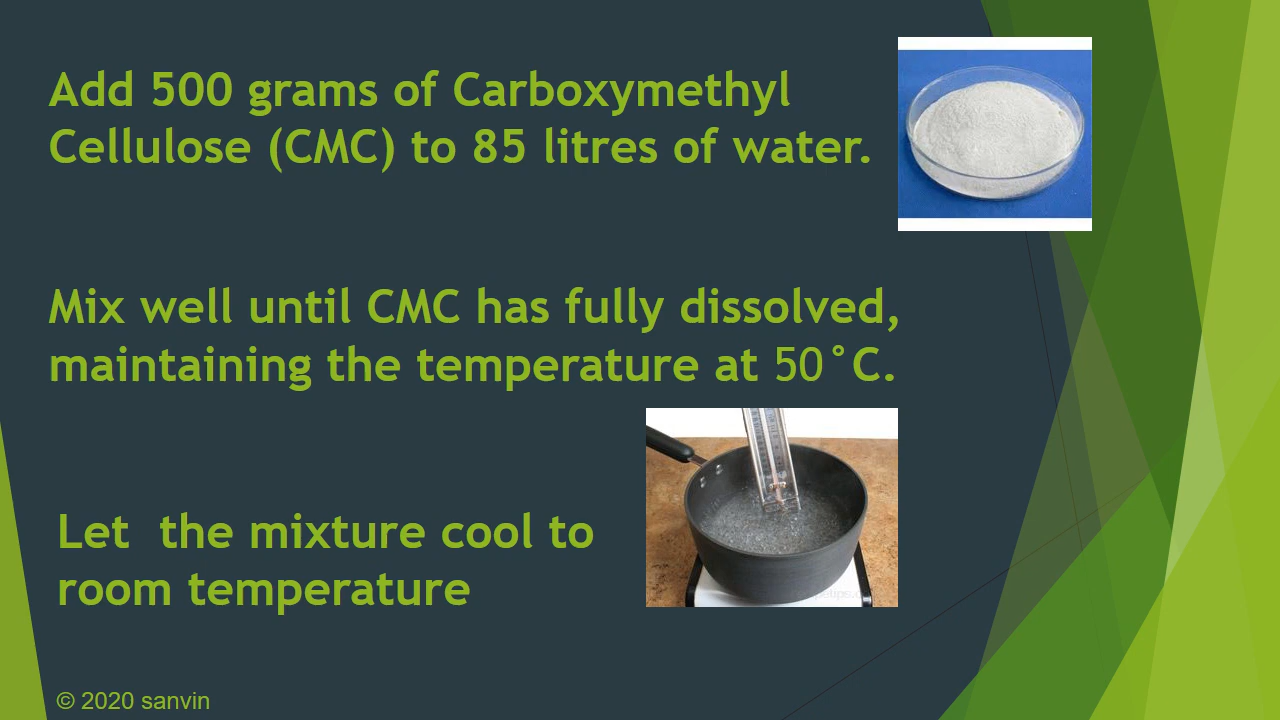 Add 500 grams of Carboxymethyl
Cellulose (CMC) to 85 litres of water.
Mix well until CMC has fully dissolved,
maintaining the temperature at 50°C.
Let  the mixture cool to
room temperature
© 2020 sanvin